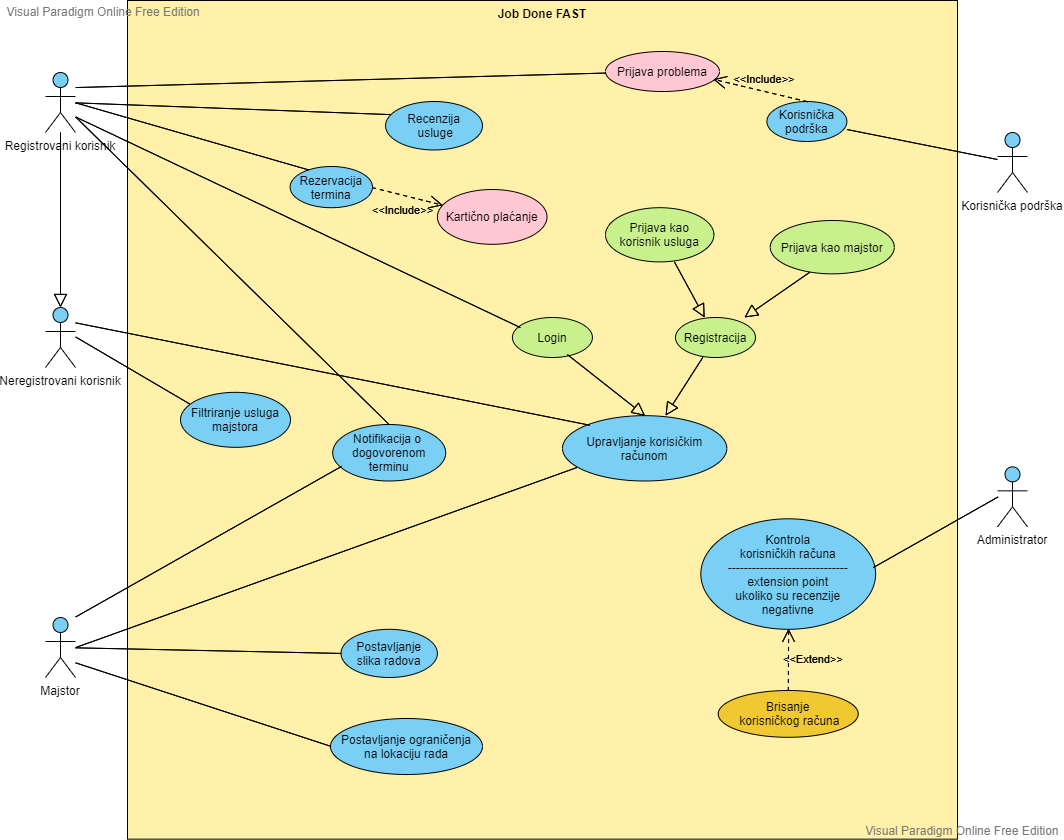 Visual Paradigm Online Free Edition
Job Done FAST
Prijava problema
<<Include>>
Korisnička
podrška
Recenzija
usluge
Registrovani korisnik
Rezervacija
termina
<<Include>>
Kartično plaćanje
Korisnička podrška
Prijava kao
korisnik usluga
Prijava kao majstor
Login
Registracija
Neregistrovani korisnik
Filtriranje usluga
majstora
Notifikacija o
dogovorenom
terminu
Upravljanje korisičkim
računom
Kontrola
korisničkih računa
------------------------------
extension point
ukoliko su recenzije
negativne
Administrator
<<Extend>>
Postavljanje
slika radova
Majstor
Brisanje
korisničkog računa
Postavljanje ograničenja
na lokaciju rada
Visual Paradigm Online Free Edition